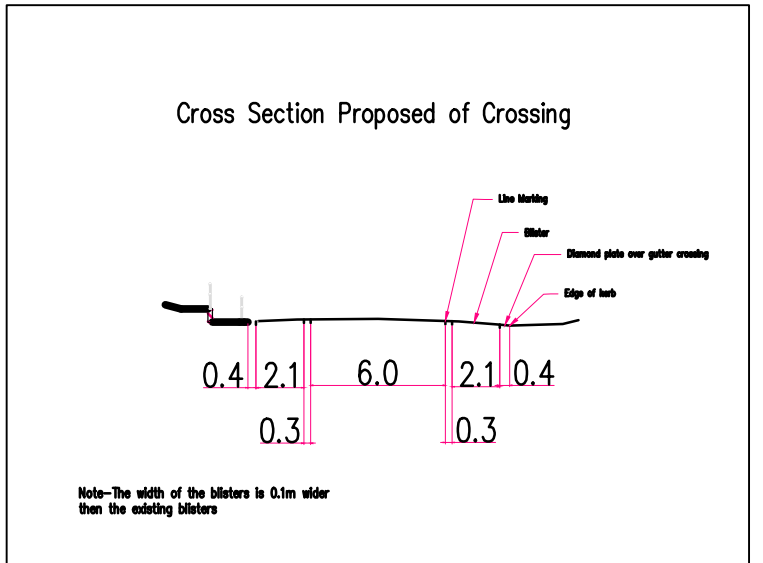 Cross Section Proposed of Crossing
Line Marking
Blister
Diamond plate over gutter crossing
Edge of kerb
0.4 2.1 6.0 2.1 0.4
0.3 0.3
Note-The width of the blisters is 0.1m wider
then the existing blisters